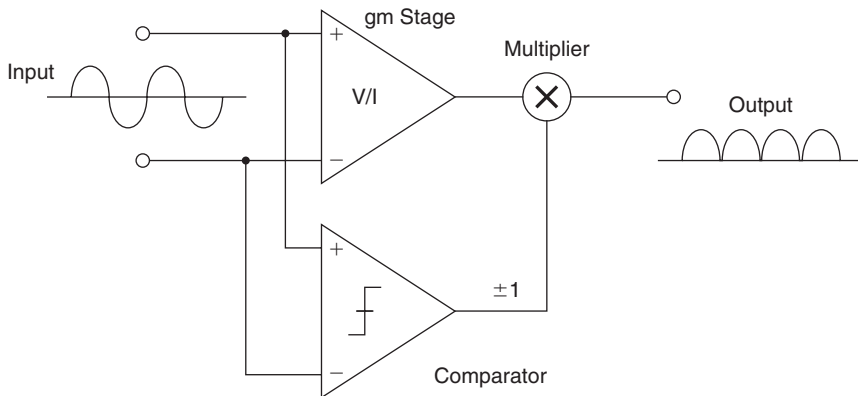 gm Stage
Multiplier
Input
+
V/I
Output
−
+
±1
−
Comparator